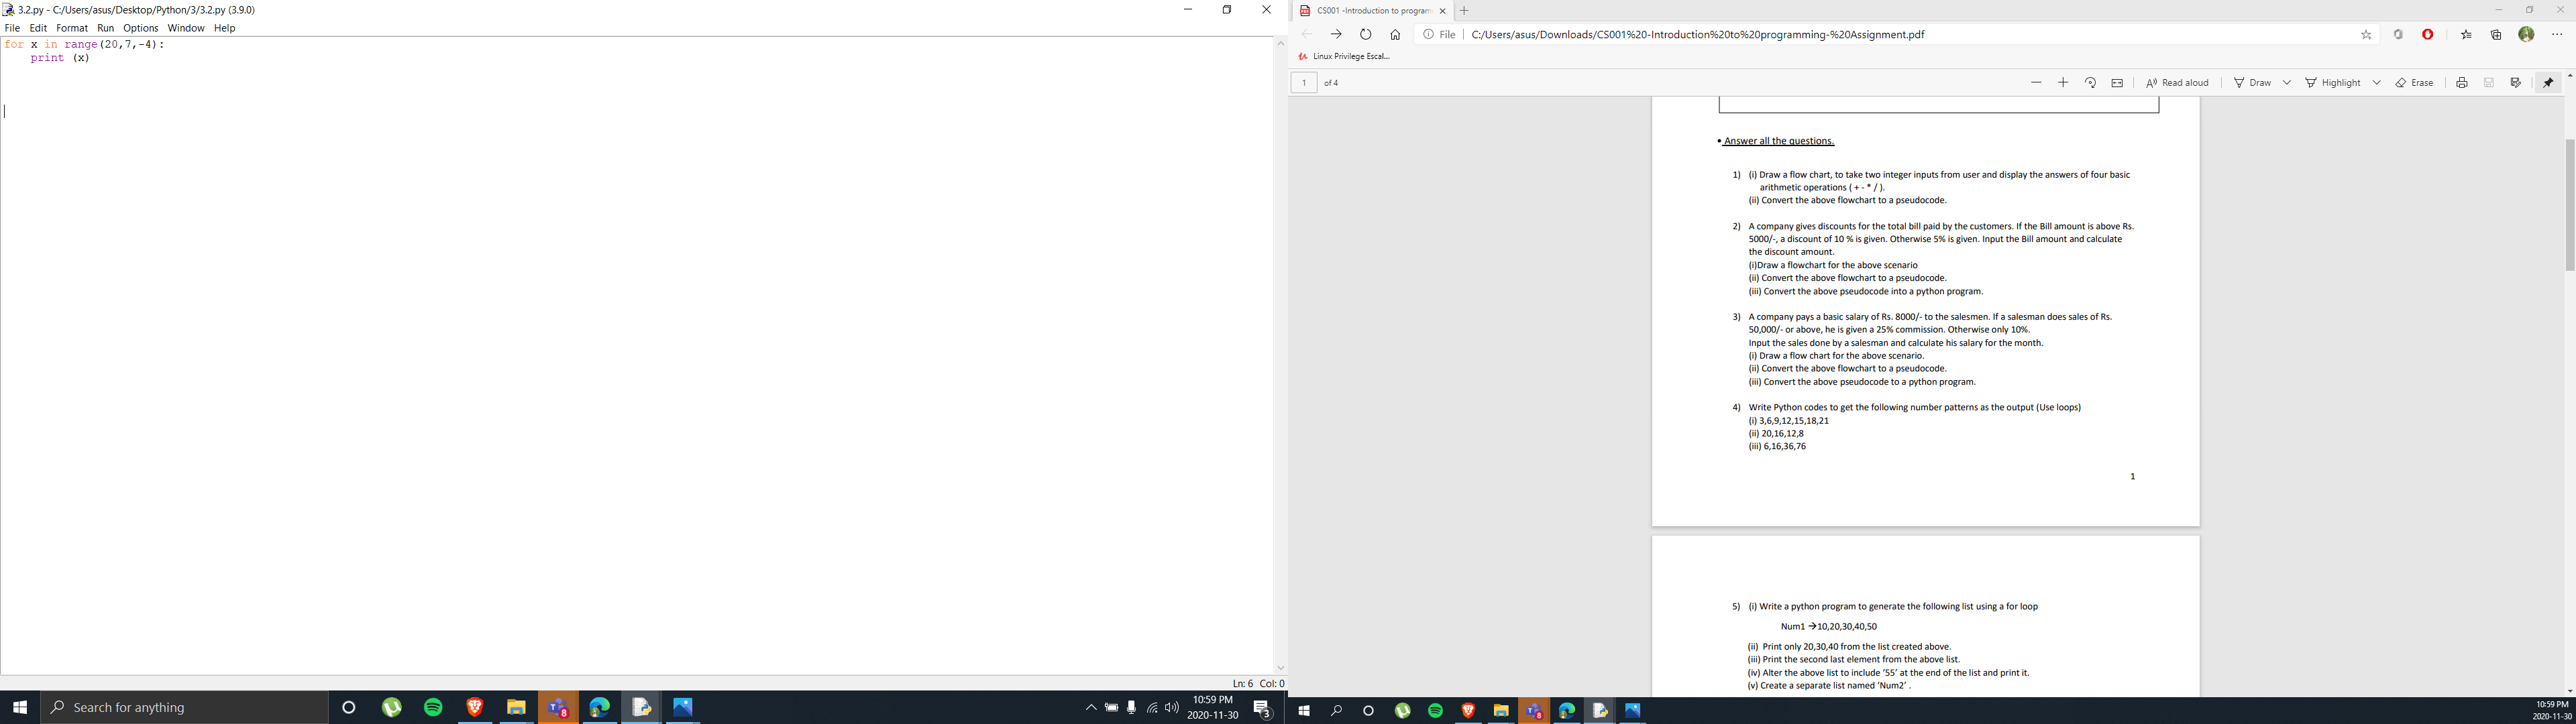 3.2.py - C:/Users/asus/Desktop/Python/3/3.2.py (3.9.0)
File Edit Format Run Options Window Help
for x in range(20,7,-4):
    print (x)
Ln: 6 Col: 0
Search for anything
8
10:59 PM
2020-11-30
3
CS001 -Introduction to program
File C:/Users/asus/Downloads/CS001%20-Introduction%20to%20programming-%20Assignment.pdf
Linux Privilege Escal...
1 of 4
Read aloud Draw Highlight Erase
• Answer all the questions.
1) (i) Draw a flow chart, to take two integer inputs from user and display the answers of four basic
arithmetic operations ( + - * / ).
(ii) Convert the above flowchart to a pseudocode.
2) A company gives discounts for the total bill paid by the customers. If the Bill amount is above Rs.
5000/-, a discount of 10 % is given. Otherwise 5% is given. Input the Bill amount and calculate
the discount amount.
(i)Draw a flowchart for the above scenario
(ii) Convert the above flowchart to a pseudocode.
(iii) Convert the above pseudocode into a python program.
3) A company pays a basic salary of Rs. 8000/- to the salesmen. If a salesman does sales of Rs.
50,000/- or above, he is given a 25% commission. Otherwise only 10%.
Input the sales done by a salesman and calculate his salary for the month.
(i) Draw a flow chart for the above scenario.
(ii) Convert the above flowchart to a pseudocode.
(iii) Convert the above pseudocode to a python program.
4) Write Python codes to get the following number patterns as the output (Use loops)
(i) 3,6,9,12,15,18,21
(ii) 20,16,12,8
(iii) 6,16,36,76
1
5) (i) Write a python program to generate the following list using a for loop
Num1 →10,20,30,40,50
(ii) Print only 20,30,40 from the list created above.
(iii) Print the second last element from the above list.
(iv) Alter the above list to include ‘55’ at the end of the list and print it.
(v) Create a separate list named ‘Num2’ .
8
10:59 PM
2020-11-30